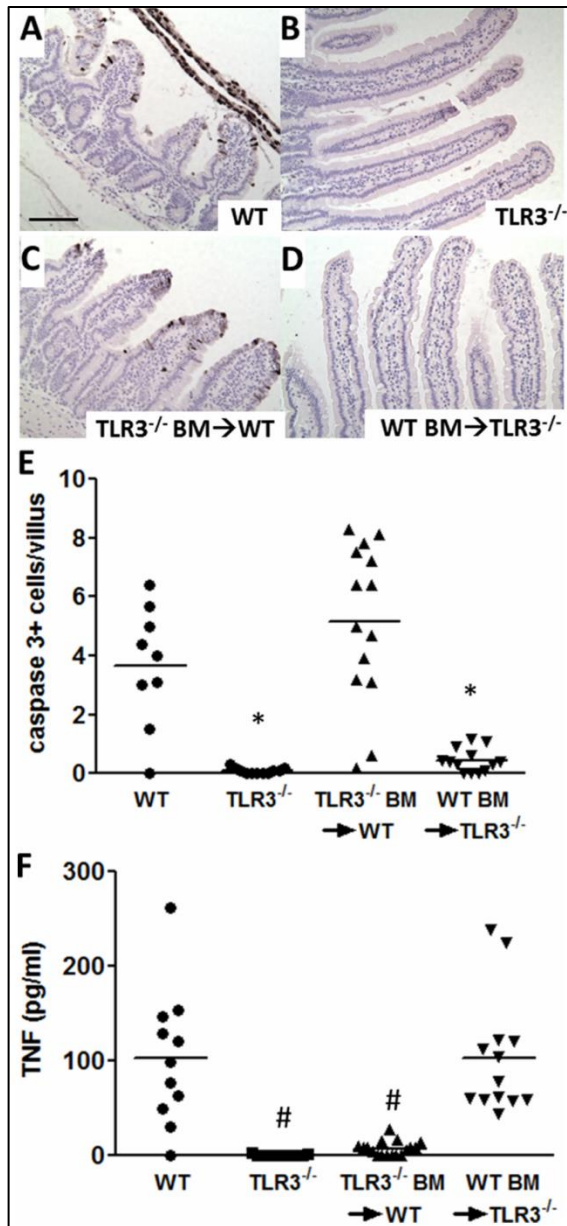 A
B
WT
TLR3-/-
C
D
TLR3-/- BM→WT
WT BM→TLR3-/-
E
caspase 3+ cells/villus
10
8
6
4
2
0
*
*
WT
TLR3-/-
TLR3-/- BM
→WT
WT BM
→TLR3-/-
F
TNF (pg/ml)
300
200
100
0
#
#
WT
TLR3-/-
TLR3-/- BM
→WT
WT BM
→TLR3-/-